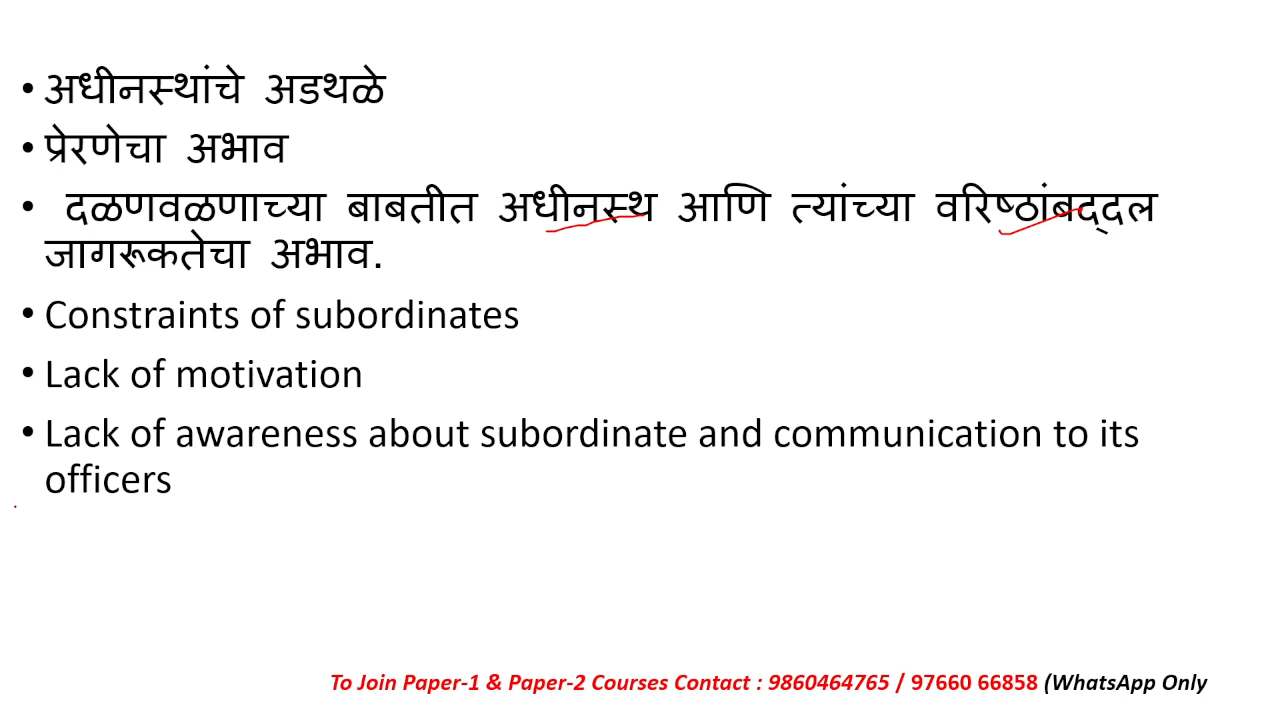 • अधीनस्थांचे अडथळे
• प्रेरणेचा अभाव
• दळणवळणाच्या बाबतीत अधीनस्थ आणि त्यांच्या वरिष्ठांबद्दल
जागरूकतेचा अभाव.
• Constraints of subordinates
• Lack of motivation
• Lack of awareness about subordinate and communication to its
officers
To Join Paper-1 & Paper-2 Courses Contact : 9860464765 / 97660 66858 (WhatsApp Only